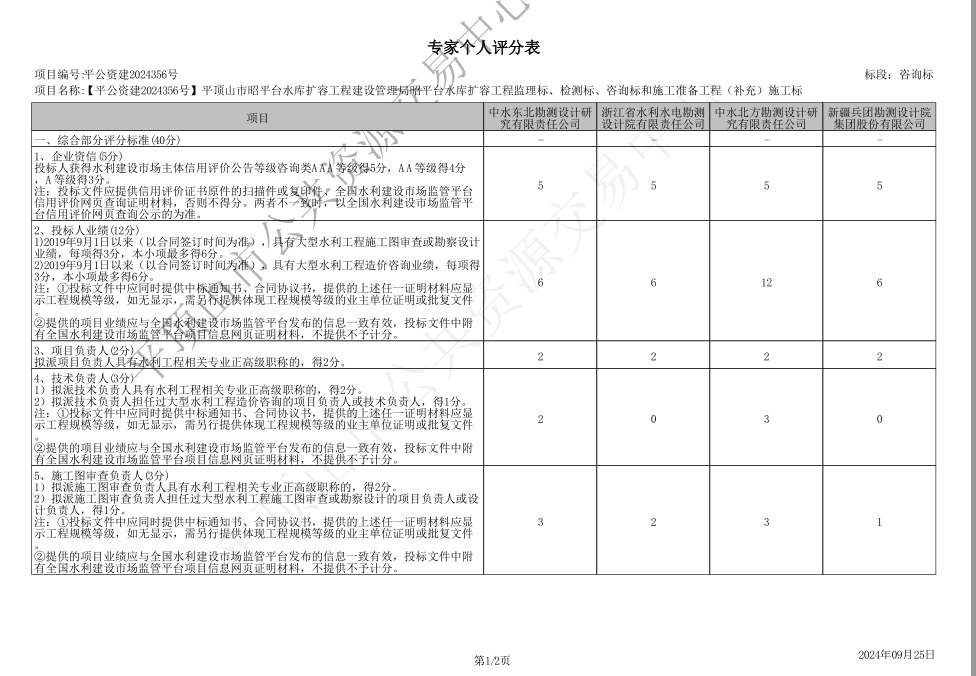 专家个人评分表
项目编号:平公资建2024356号
标段：咨询标
项目名称:【平公资建2024356号】平顶山市昭平台水库扩容工程建设管理局昭平台水库扩容工程监理标、检测标、咨询标和施工准备工程（补充）施工标
项目
中水东北勘测设计研
究有限责任公司
浙江省水利水电勘测
设计院有限责任公司
中水北方勘测设计研
究有限责任公司
新疆兵团勘测设计院
集团股份有限公司
一、综合部分评分标准(40分)
- - - -
1、企业资信(5分)
投标人获得水利建设市场主体信用评价公告等级咨询类AAA等级得5分，AA等级得4分
，A等级得3分。
注：投标文件应提供信用评价证书原件的扫描件或复印件，全国水利建设市场监管平台
信用评价网页查询证明材料，否则不得分。两者不一致时，以全国水利建设市场监管平
台信用评价网页查询公示的为准。
5 5 5 5
2、投标人业绩(12分)
1)2019年9月1日以来（以合同签订时间为准），具有大型水利工程施工图审查或勘察设计
业绩，每项得3分，本小项最多得6分。
2)2019年9月1日以来（以合同签订时间为准），具有大型水利工程造价咨询业绩，每项得
3分，本小项最多得6分。
注：①投标文件中应同时提供中标通知书、合同协议书，提供的上述任一证明材料应显
示工程规模等级，如无显示，需另行提供体现工程规模等级的业主单位证明或批复文件
。
②提供的项目业绩应与全国水利建设市场监管平台发布的信息一致有效，投标文件中附
有全国水利建设市场监管平台项目信息网页证明材料，不提供不予计分。
6 6 12 6
3、项目负责人(2分)
拟派项目负责人具有水利工程相关专业正高级职称的，得2分。
2 2 2 2
4、技术负责人(3分)
1）拟派技术负责人具有水利工程相关专业正高级职称的，得2分。
2）拟派技术负责人担任过大型水利工程造价咨询的项目负责人或技术负责人，得1分。
注：①投标文件中应同时提供中标通知书、合同协议书，提供的上述任一证明材料应显
示工程规模等级，如无显示，需另行提供体现工程规模等级的业主单位证明或批复文件
。
②提供的项目业绩应与全国水利建设市场监管平台发布的信息一致有效，投标文件中附
有全国水利建设市场监管平台项目信息网页证明材料，不提供不予计分。
2 0 3 0
5、施工图审查负责人(3分)
1）拟派施工图审查负责人具有水利工程相关专业正高级职称的，得2分。
2）拟派施工图审查负责人担任过大型水利工程施工图审查或勘察设计的项目负责人或设
计负责人，得1分。
注：①投标文件中应同时提供中标通知书、合同协议书，提供的上述任一证明材料应显
示工程规模等级，如无显示，需另行提供体现工程规模等级的业主单位证明或批复文件
。
②提供的项目业绩应与全国水利建设市场监管平台发布的信息一致有效，投标文件中附
有全国水利建设市场监管平台项目信息网页证明材料，不提供不予计分。
3 2 3 1
平顶山市公共资源交易中心
平顶山市公共资源交易中
第1/2页
2024年09月25日